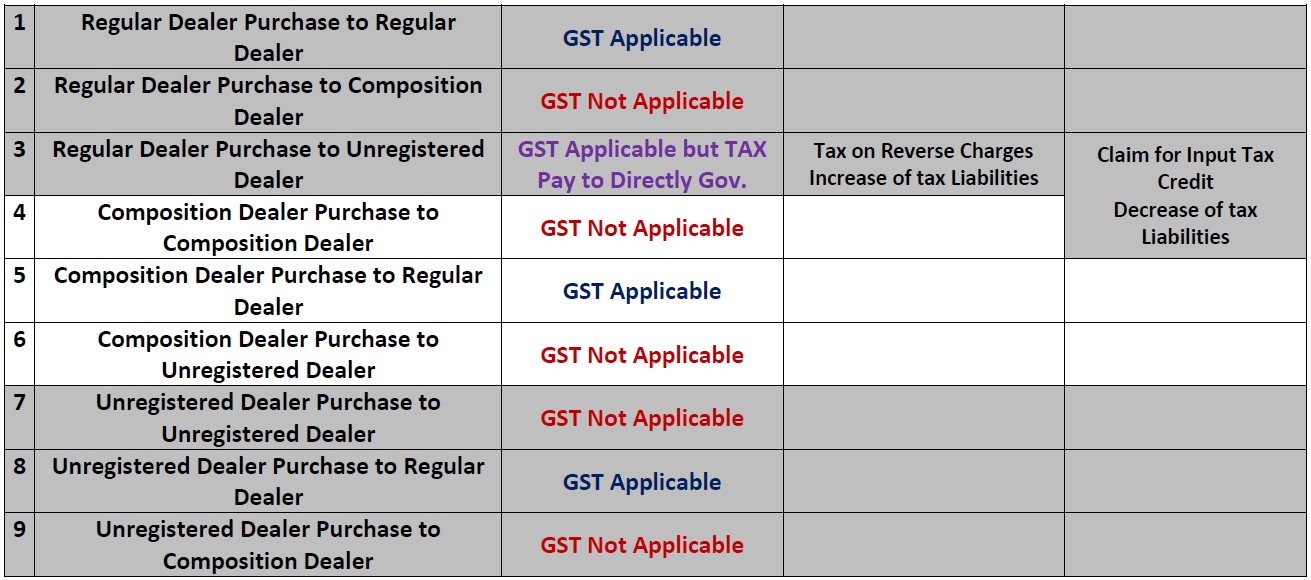 1 Regular Dealer Purchase to Regular
Dealer
GST Applicable
2 Regular Dealer Purchase to Composition
Dealer
GST Not Applicable
3 Regular Dealer Purchase to Unregistered
Dealer
GST Applicable but TAX
Pay to Directly Gov.
Tax on Reverse Charges
Increase of tax Liabilities
Claim for Input Tax
Credit
Decrease of tax
Liabilities
4 Composition Dealer Purchase to
Composition Dealer
GST Not Applicable
5 Composition Dealer Purchase to Regular
Dealer
GST Applicable
6 Composition Dealer Purchase to
Unregistered Dealer
GST Not Applicable
7 Unregistered Dealer Purchase to
Unregistered Dealer
GST Not Applicable
8 Unregistered Dealer Purchase to Regular
Dealer
GST Applicable
9 Unregistered Dealer Purchase to
Composition Dealer
GST Not Applicable